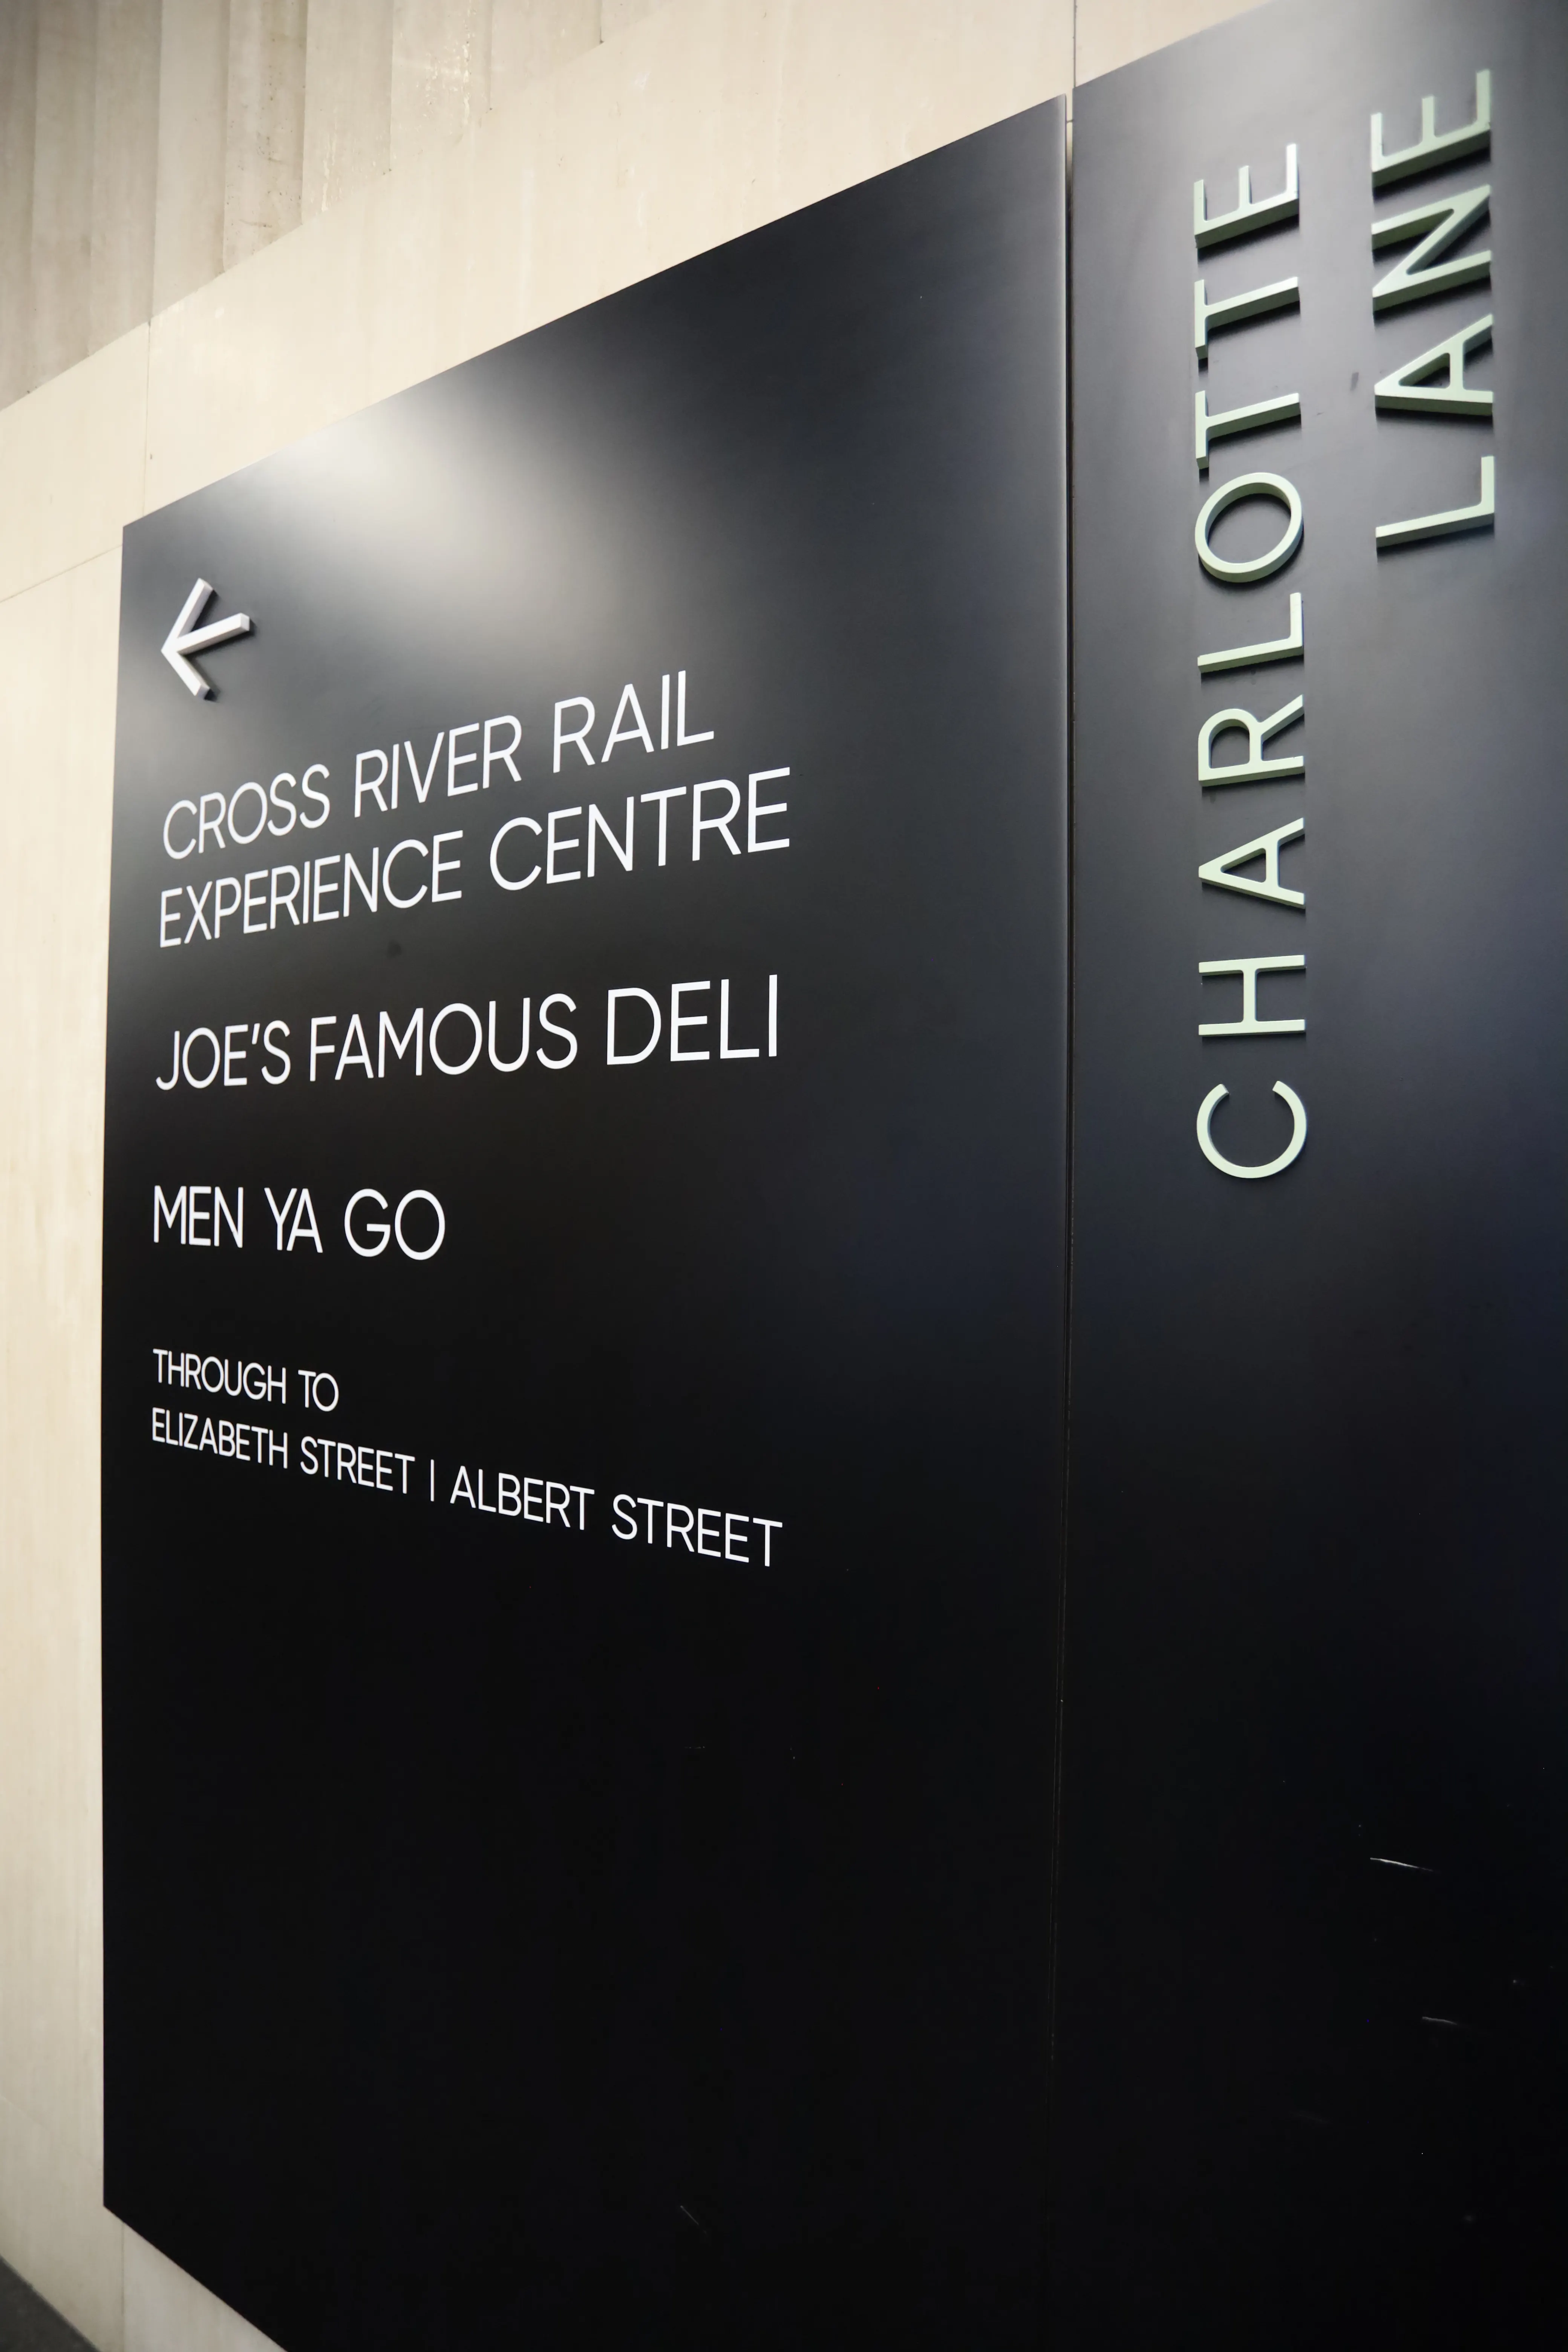 CROSS RIVER RAIL
EXPERIENCE CENTRE
JOE'S FAMOUS DELI
MEN YA GO
THROUGH TO
ELIZABETH STREET | ALBERT STREET
CHARLOTTE
LANE